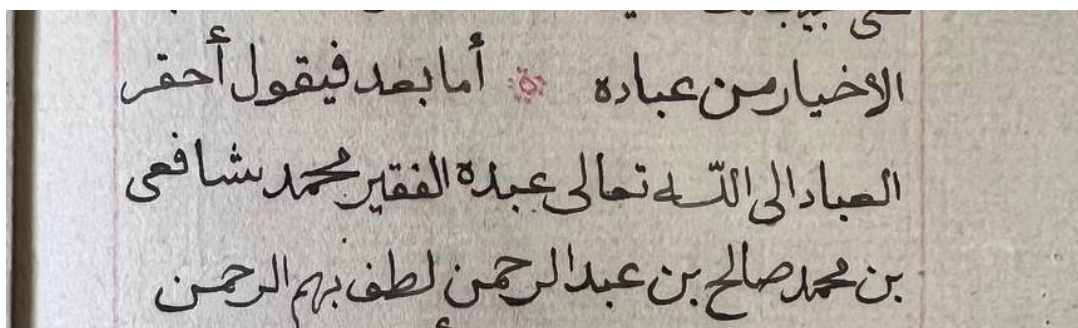 الاخيار من عباده ۞ أما بعد فيقول أحقر
العباد الى اللّٰه تعالى عبده الفقير محمد شافعى
بن محمد صالح بن عبد الرحمن لطف بهم الرحمن